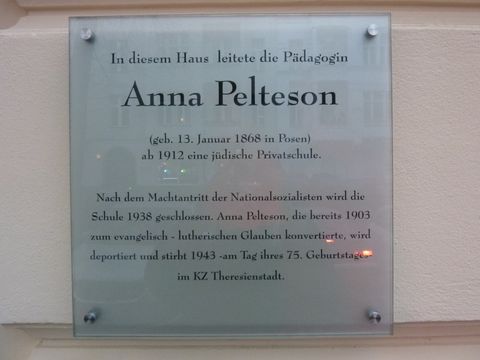 In diesem Haus leitete die Pädagogin
Anna Pelteson
(geb. 13. Januar 1868 in Posen)
ab 1912 eine jüdische Privatschule.
Nach dem Machtantritt der Nationalsozialisten wird die
Schule 1938 geschlossen. Anna Pelteson, die bereits 1903
zum evangelisch - lutherischen Glauben konvertierte, wird
deportiert und stirbt 1943 -am Tag ihres 75. Geburtstages-
im KZ Theresienstadt.